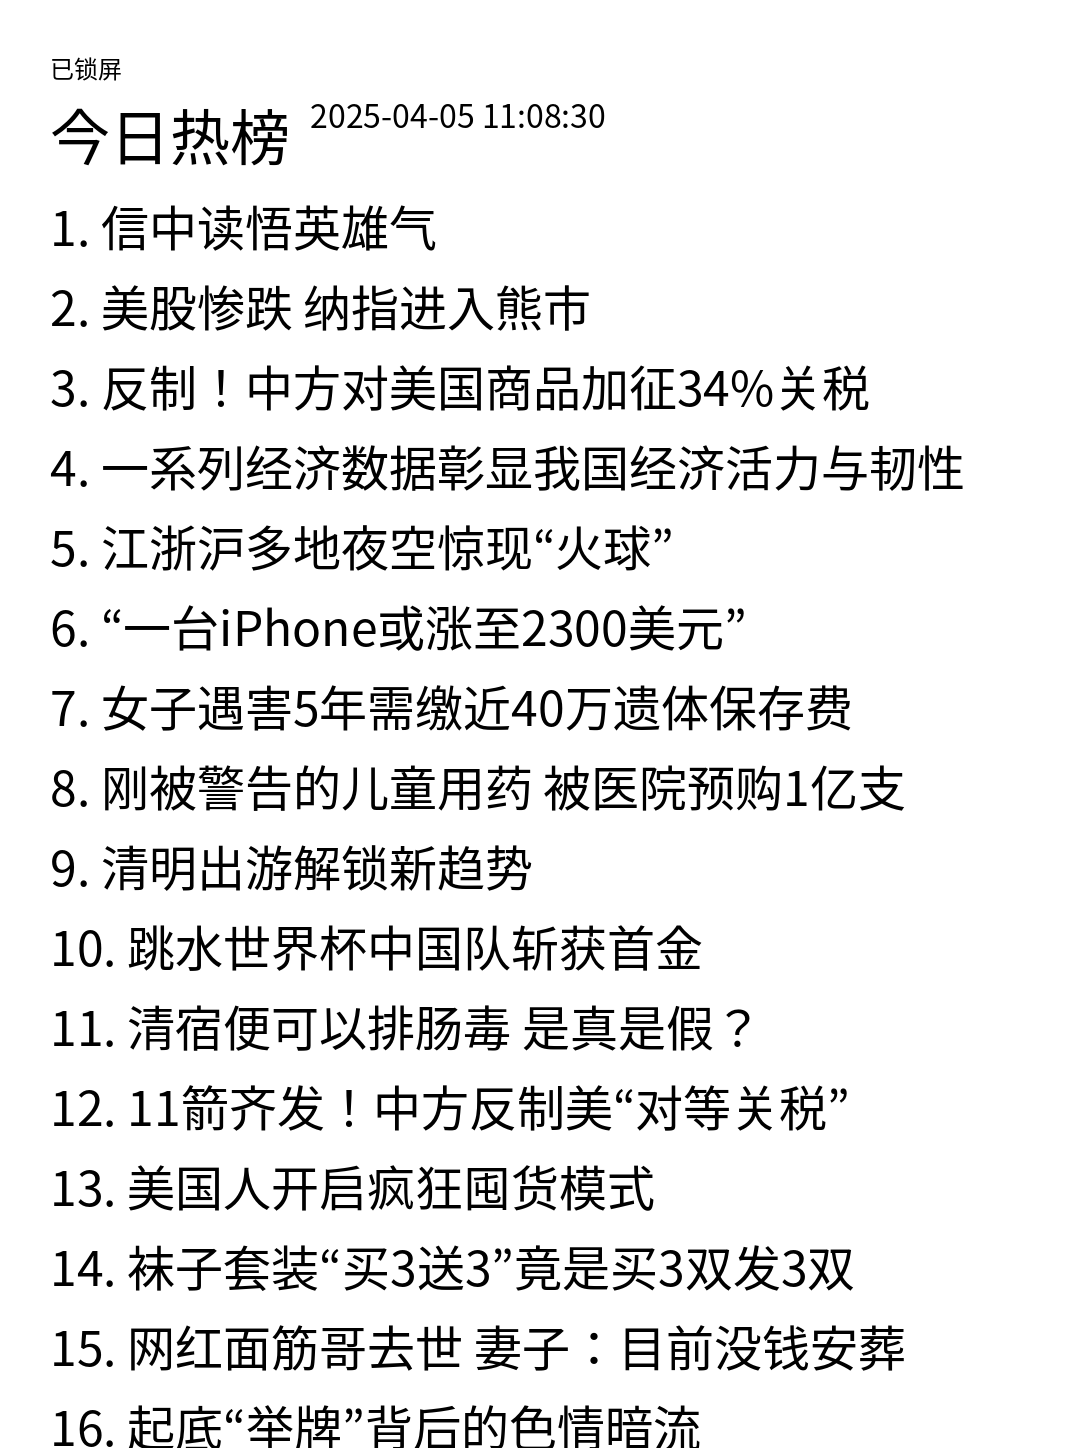 已锁屏
今日热榜 2025-04-05 11:08:30
1. 信中读悟英雄气
2. 美股惨跌 纳指进入熊市
3. 反制！中方对美国商品加征34%关税
4. 一系列经济数据彰显我国经济活力与韧性
5. 江浙沪多地夜空惊现“火球”
6. “一台iPhone或涨至2300美元”
7. 女子遇害5年需缴近40万遗体保存费
8. 刚被警告的儿童用药 被医院预购1亿支
9. 清明出游解锁新趋势
10. 跳水世界杯中国队斩获首金
11. 清宿便可以排肠毒 是真是假？
12. 11箭齐发！中方反制美“对等关税”
13. 美国人开启疯狂囤货模式
14. 袜子套装“买3送3”竟是买3双发3双
15. 网红面筋哥去世 妻子：目前没钱安葬
16. 起底“举牌”背后的色情暗流